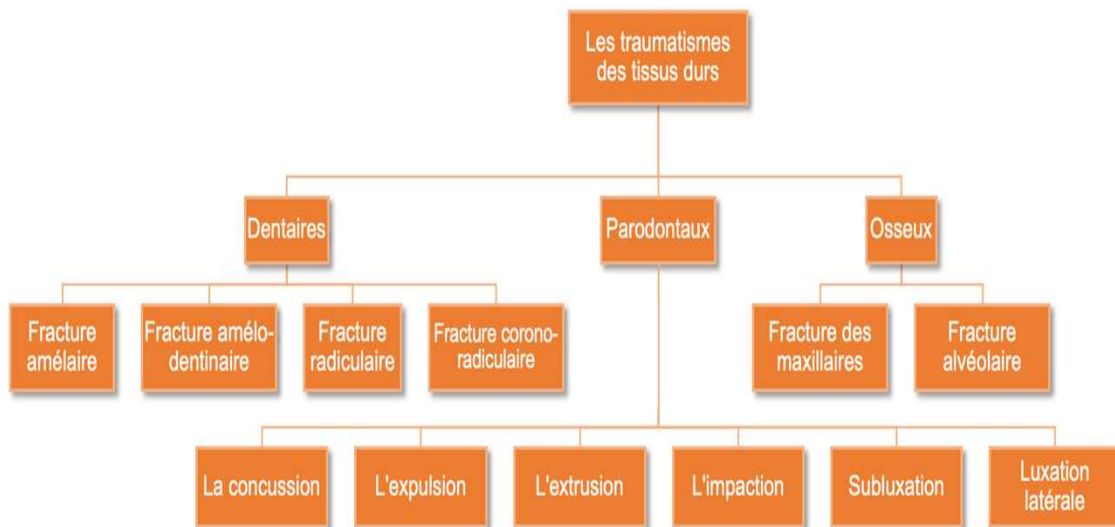 Les traumatismes
des tissus durs
Dentaires
Parodontaux
Osseux
Fracture
amélaire
Fracture amélo-
dentinaire
Fracture
radiculaire
Fracture corono-
radiculaire
Fracture des
maxillaires
Fracture
alvéolaire
La concussion
L'expulsion
L'extrusion
L'impaction
Subluxation
Luxation
latérale